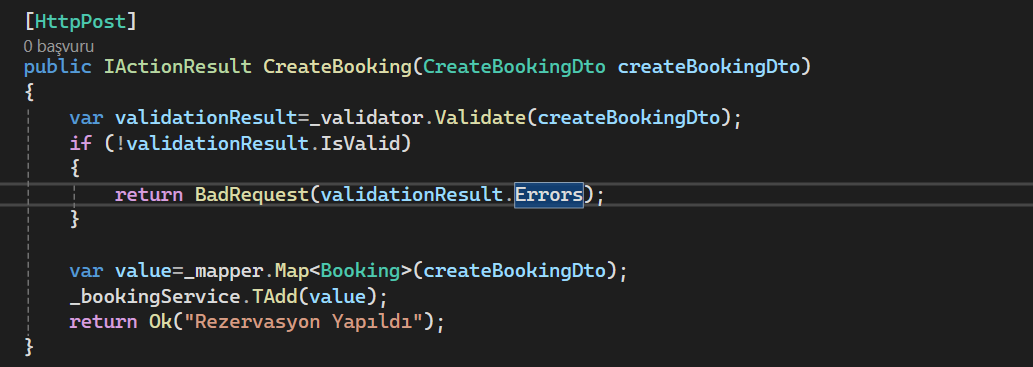 [HttpPost]
0 başvuru
public IActionResult CreateBooking(CreateBookingDto createBookingDto)
{
var validationResult=_validator.Validate(createBookingDto);
if (!validationResult.IsValid)
{
return BadRequest(validationResult.Errors);
}
var value=_mapper.Map<Booking>(createBookingDto);
_bookingService.TAdd(value);
return Ok("Rezervasyon Yapıldı");
}